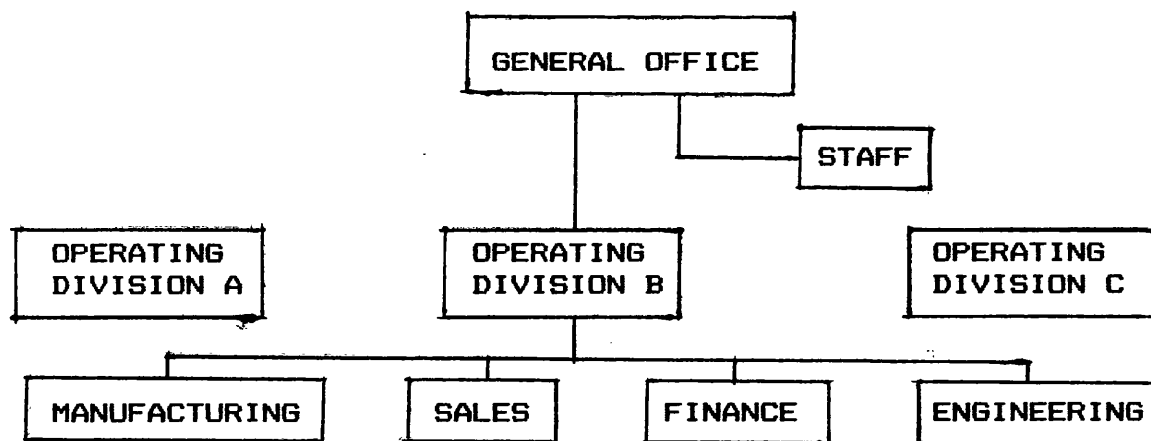 GENERAL OFFICE
STAFF
OPERATING
DIVISION A
OPERATING
DIVISION B
OPERATING
DIVISION C
MANUFACTURING
SALES
FINANCE
ENGINEERING